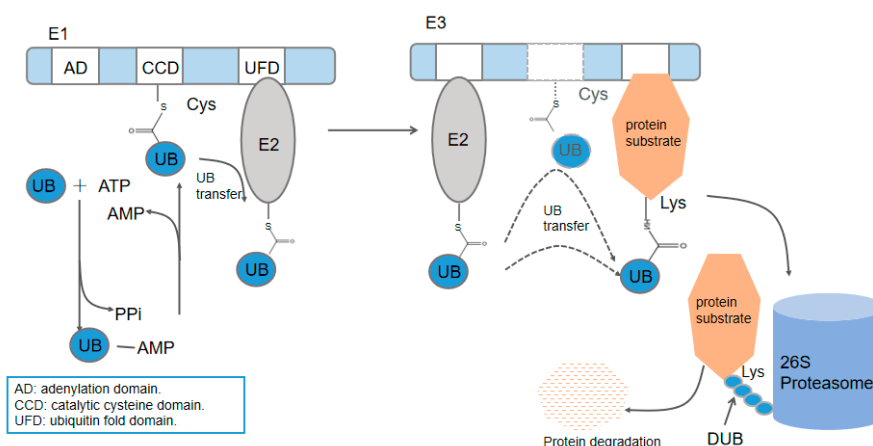 E1
AD
CCD
UFD
S
Cys
O
UB
E2
UB
transfer
S
O
UB
UB + ATP
AMP
PPi
UB
AMP
AD: adenylation domain.
CCD: catalytic cysteine domain.
UFD: ubiquitin fold domain.
E3
E2
S
O
UB
S
Cys
O
UB
UB
transfer
protein
substrate
Lys
HN
O
UB
protein
substrate
Lys
26S
Proteasome
DUB
Protein degradation